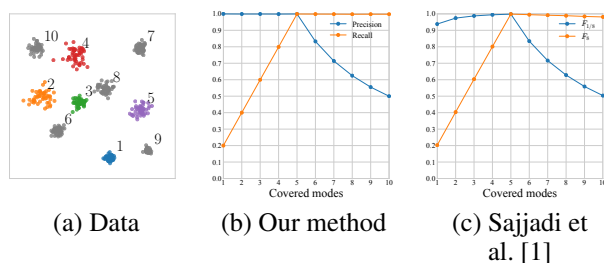 10
4
7
2
3
8
5
6
1
9
1.0
0.9
0.8
0.7
0.6
0.5
0.4
0.3
0.2
0.1
0.0
1 2 3 4 5 6 7 8 9 10
Covered modes
Precision
Recall
1.0
0.9
0.8
0.7
0.6
0.5
0.4
0.3
0.2
0.1
0.0
1 2 3 4 5 6 7 8 9 10
Covered modes
F1/8
F8
(a) Data
(b) Our method
(c) Sajjadi et
al. [1]